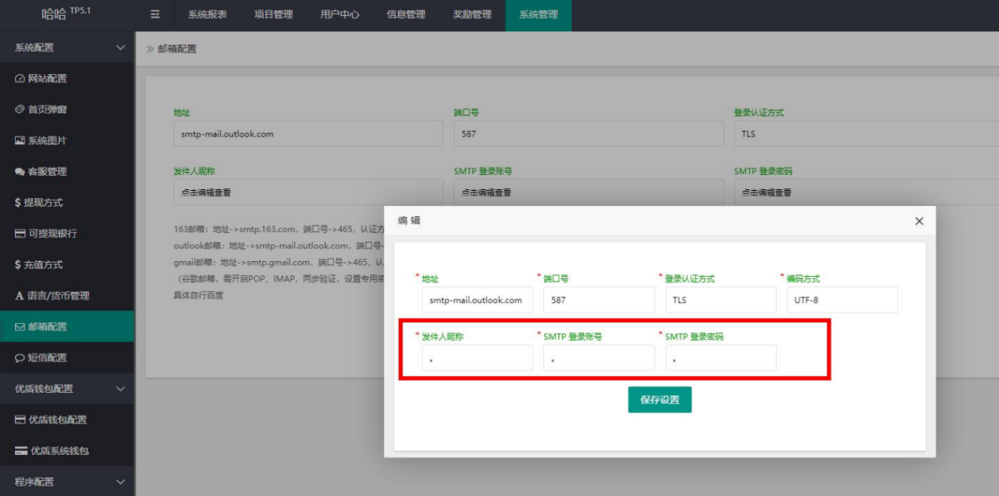 哈哈 TP5.1
系统报表 项目管理 用户中心 信息管理 奖励管理 系统管理
系统配置
网站配置
首页弹窗
系统图片
客服管理
提现方式
可提现银行
充值方式
语言/货币管理
邮箱配置
短信配置
优盾钱包配置
优盾钱包配置
优盾系统钱包
程序配置
邮箱配置
地址 端口号 登录认证方式
smtp-mail.outlook.com 587 TLS
发件人昵称 SMTP 登录账号 SMTP 登录密码
点击编辑查看 点击编辑查看 点击编辑查看
163邮箱：地址->smtp.163.com，端口号->465，认证方
outlook邮箱：地址->smtp-mail.outlook.com，端口号-
gmail邮箱：地址->smtp.gmail.com，端口号->465，认
（谷歌邮箱，需开启POP、IMAP，两步验证，设置专用密
具体自行百度
编辑
* 地址 * 端口号 * 登录认证方式 * 编码方式
smtp-mail.outlook.com 587 TLS UTF-8
* 发件人昵称 * SMTP 登录账号 * SMTP 登录密码
* * *
保存设置